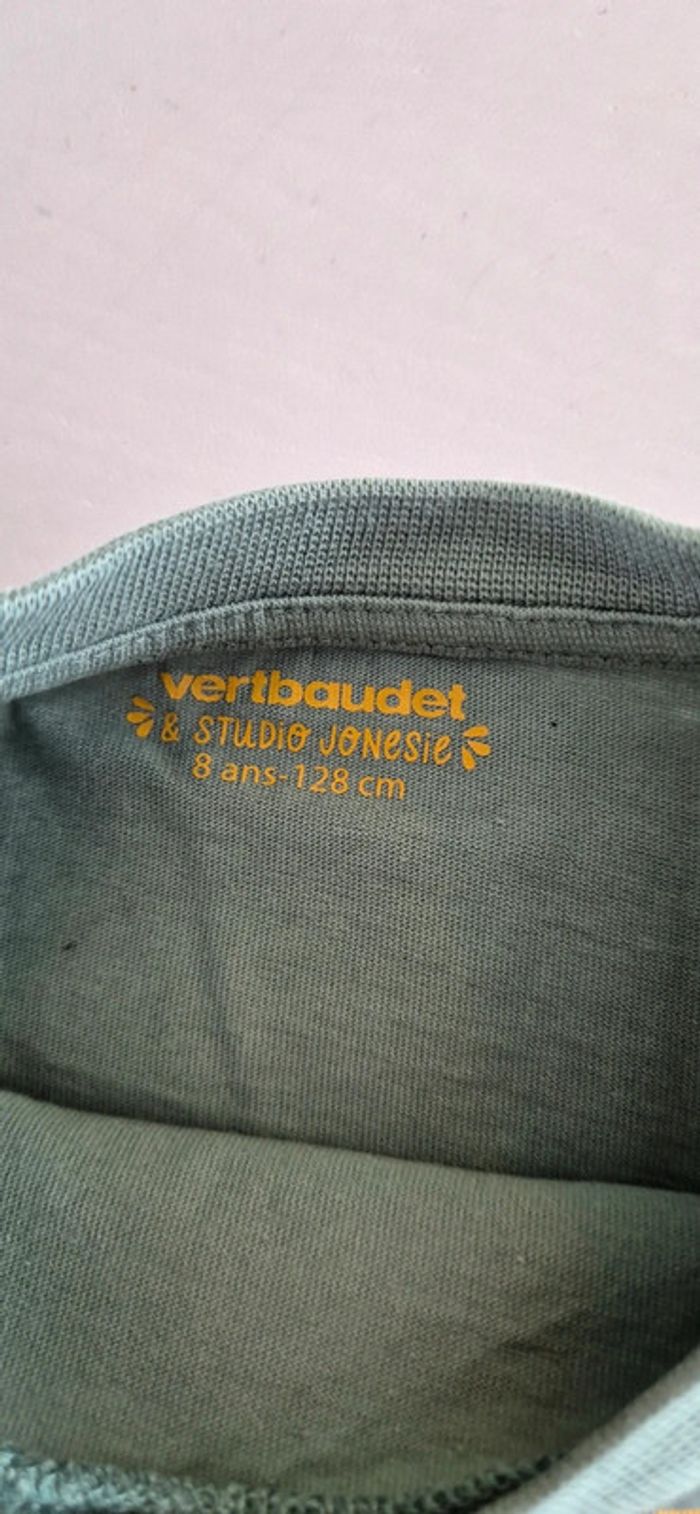 vertbaudet
& STUDIO JONESIE
8 ans-128 cm